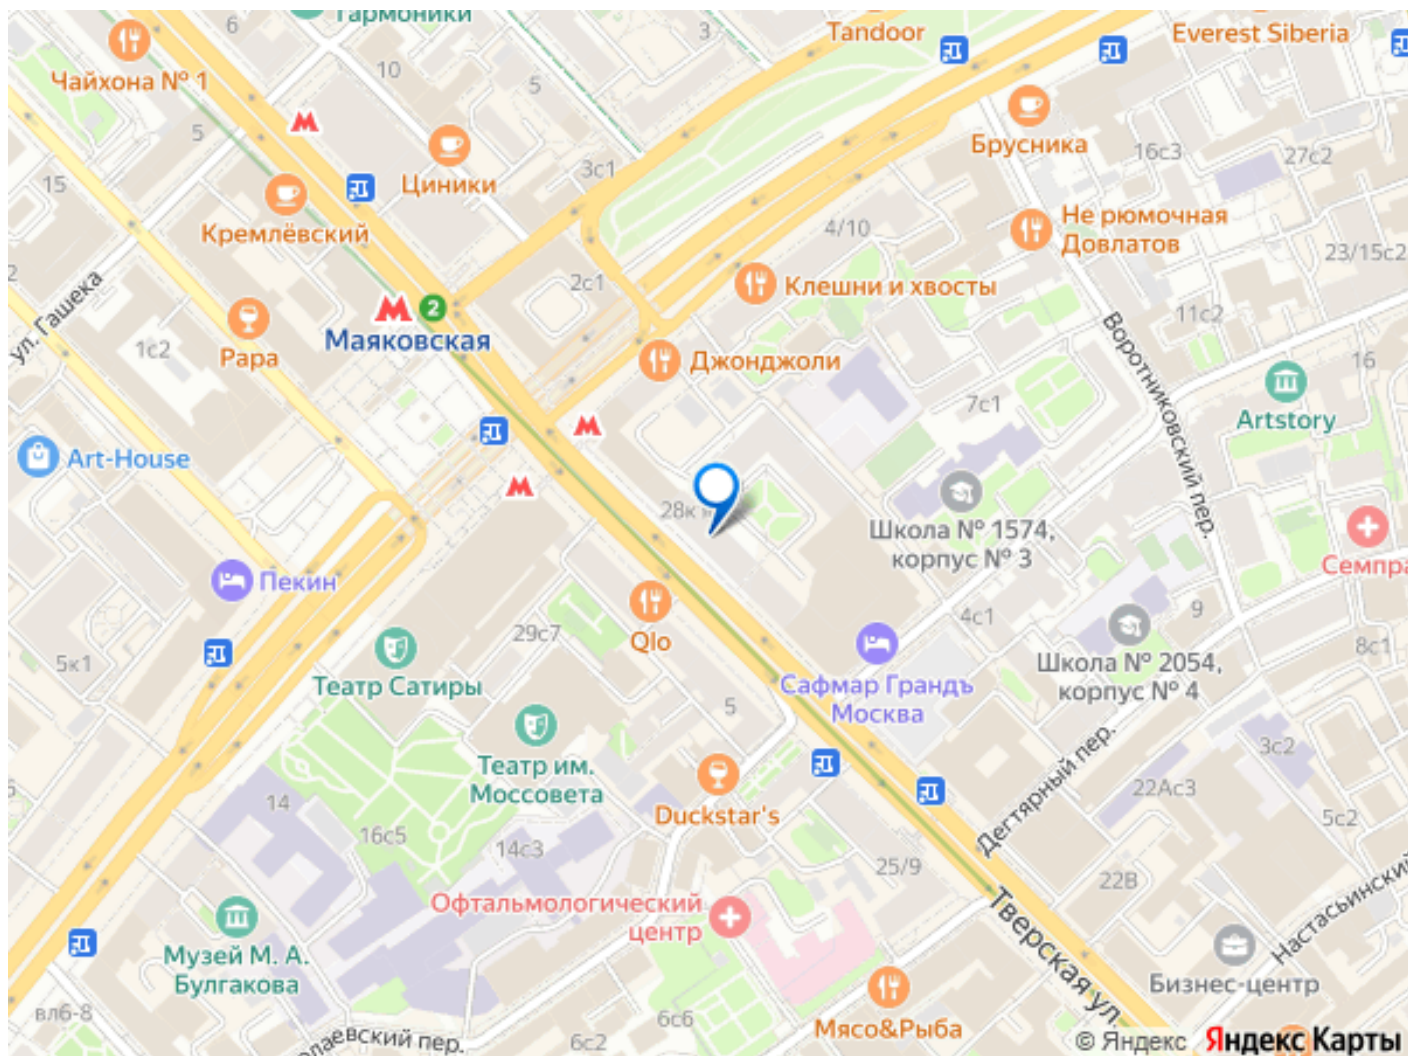 Гармоники
6
Tandoor
3
Everest Siberia
Чайхона № 1
10
5
5
Циники
3с1
Брусника
16с3
27с2
15
Кремлёвский
4/10
Не рюмочная
Довлатов
23/15с2
2
ул. Гашека
2с1
Клешни и хвосты
2
Маяковская
11с2
1с2
Рара
Джонджоли
Воротниковский пер.
16
7с1
Artstory
Art-House
28к
Школа № 1574,
корпус № 3
Семпра
Пекин
Qlo
29с7
4с1
9
5к1
Театр Сатиры
Школа № 2054,
корпус № 4
8с1
Сафмар Грандъ
Москва
5
3с2
Театр им.
Моссовета
Дегтярный пер.
22Ас3
Duckstar's
14
16с5
14с3
5с2
25/9
22В
Офтальмологический
центр
Тверская ул.
Настасьинский
Музей М. А.
Булгакова
Бизнес-центр
вл6-8
6с6
Мясо&Рыба
лаевский пер.
6с2
© Яндекс Яндекс Карты